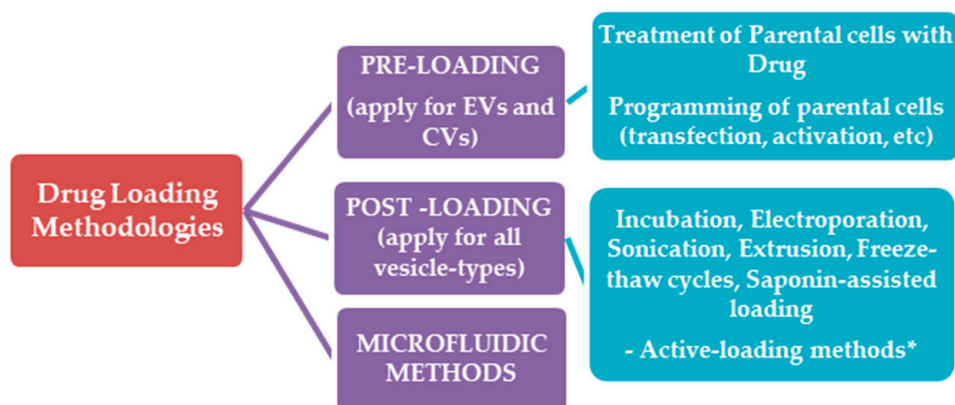 Drug Loading
Methodologies
PRE-LOADING
(apply for EVs and
CVs)
Treatment of Parental cells with
Drug
Programming of parental cells
(transfection, activation, etc)
POST -LOADING
(apply for all
vesicle-types)
Incubation, Electroporation,
Sonication, Extrusion, Freeze-
thaw cycles, Saponin-assisted
loading
- Active-loading methods*
MICROFLUIDIC
METHODS